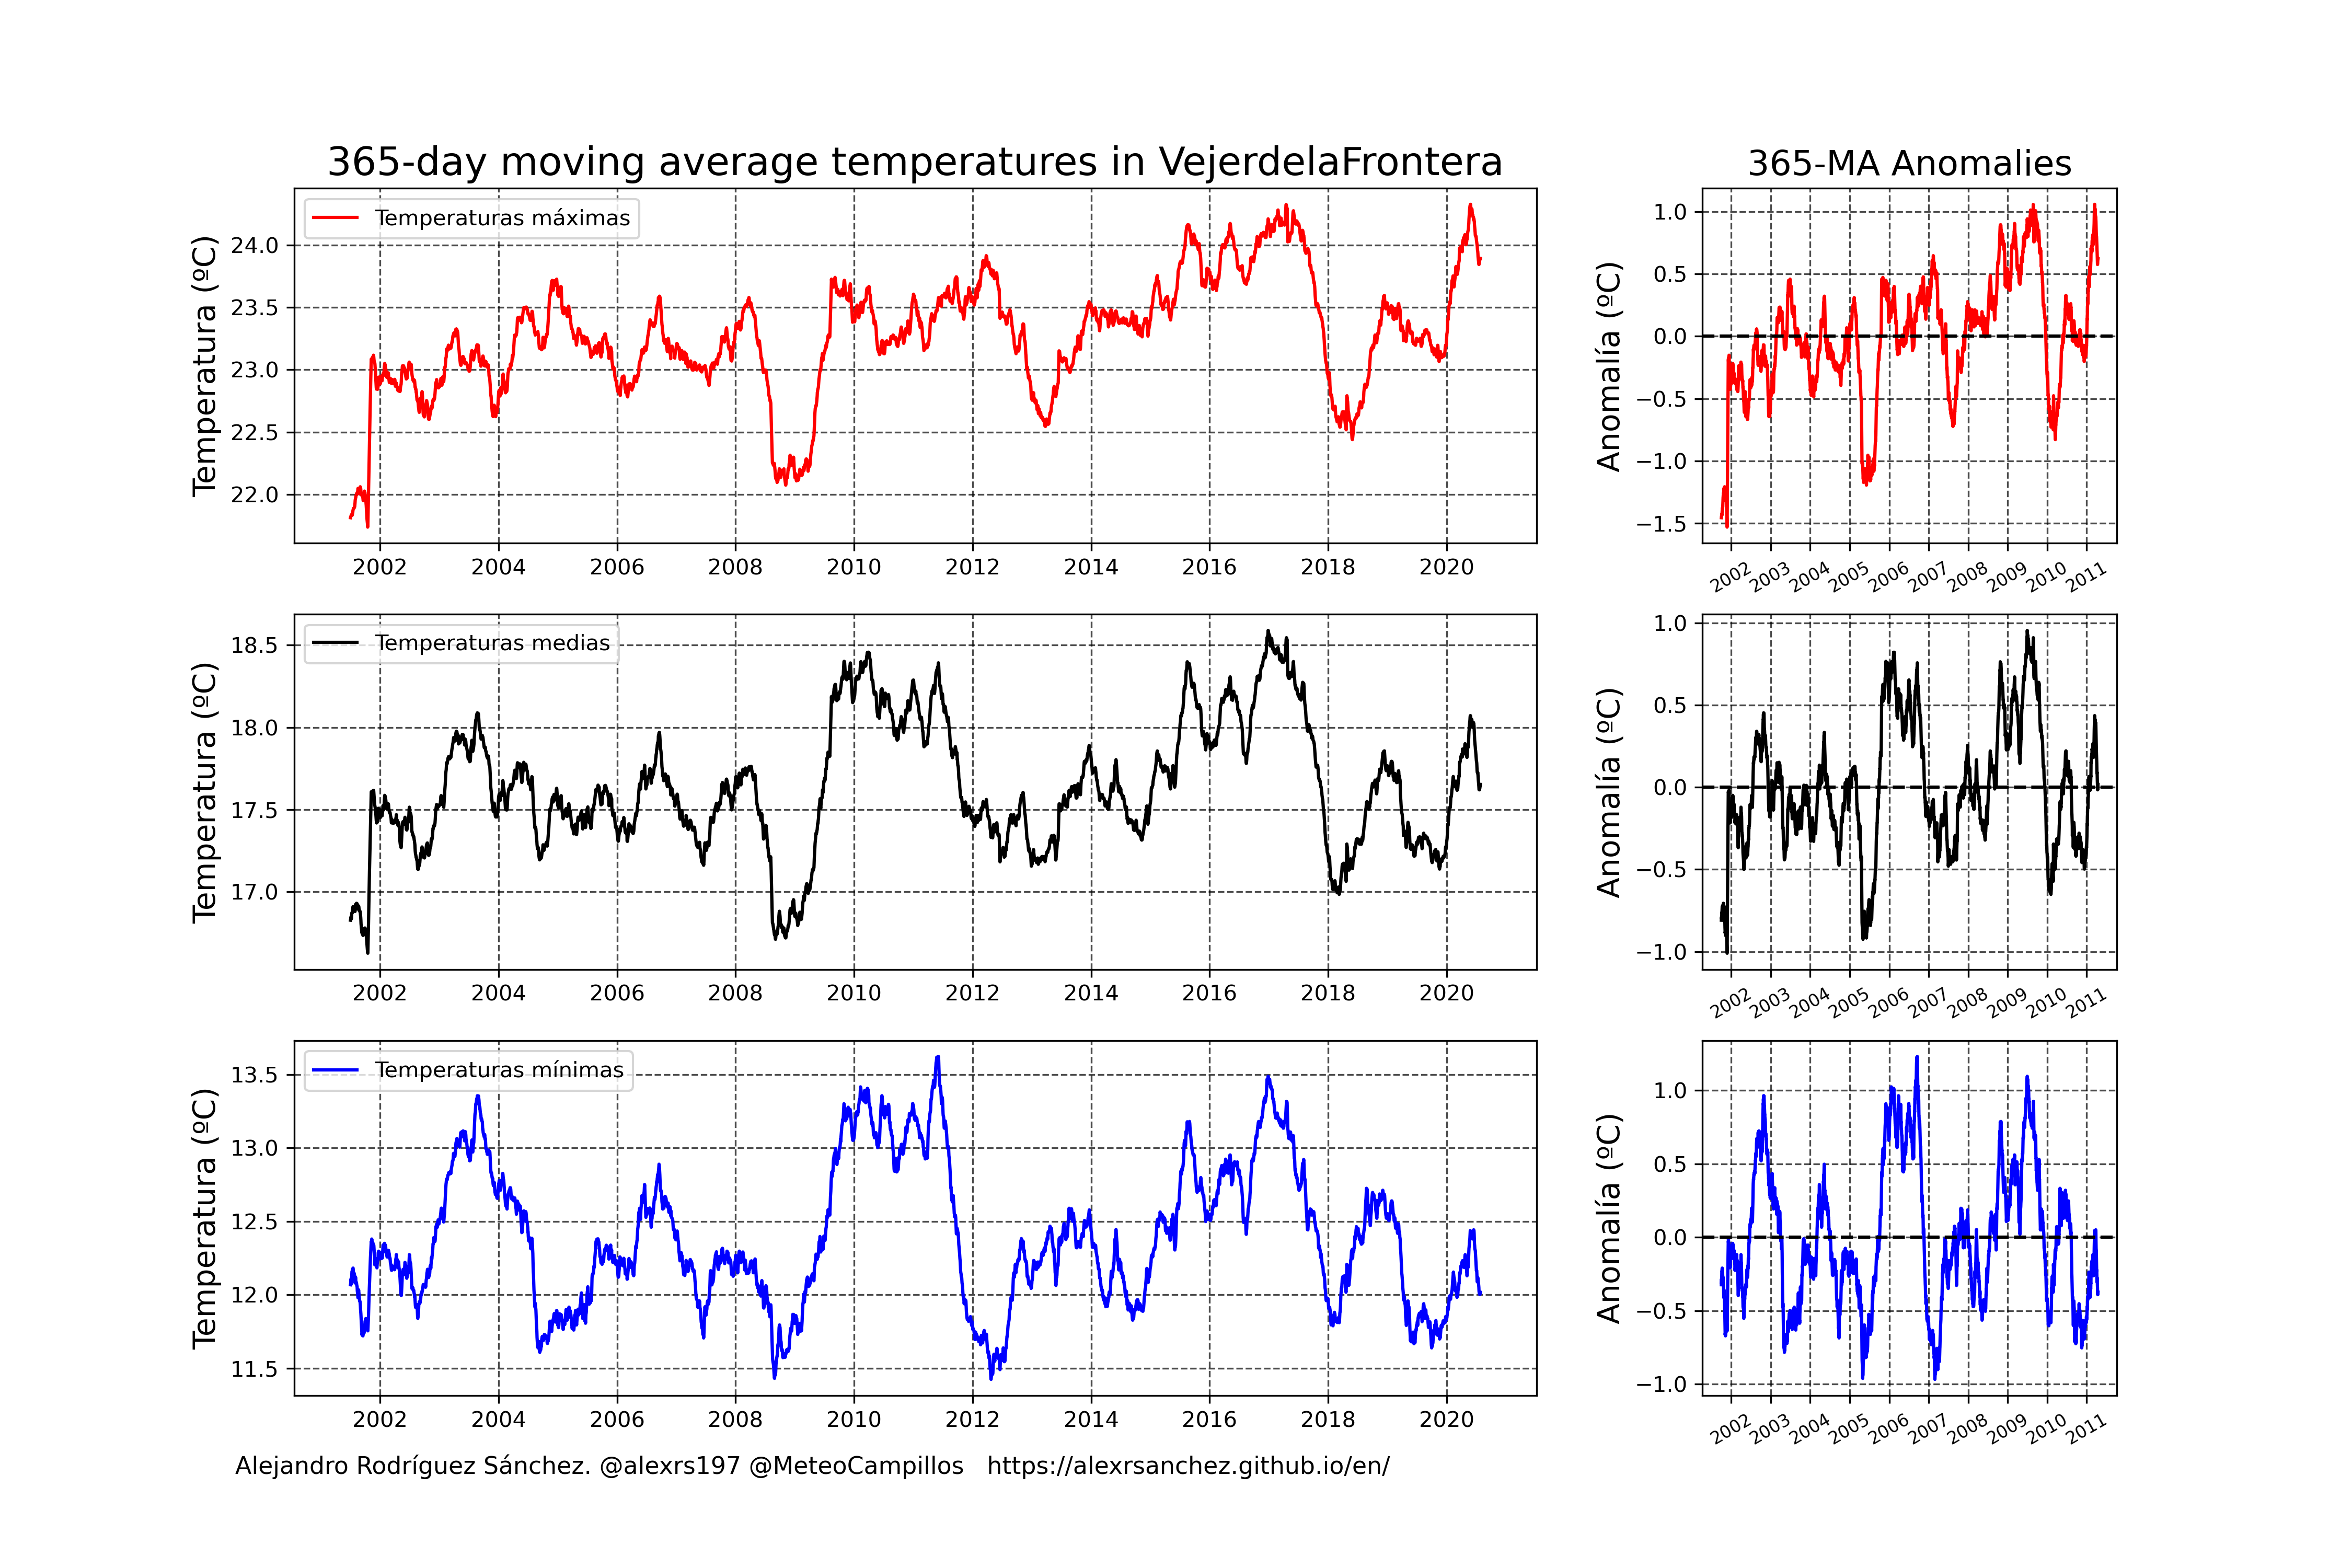 365-day moving average temperatures in VejerdelaFrontera
365-MA Anomalies
Temperaturas máximas
Temperatura (ºC)
24.0
23.5
23.0
22.5
22.0
2002 2004 2006 2008 2010 2012 2014 2016 2018 2020
Anomalía (ºC)
1.0
0.5
0.0
−0.5
−1.0
−1.5
2002 2003 2004 2005 2006 2007 2008 2009 2010 2011
Temperaturas medias
Temperatura (ºC)
18.5
18.0
17.5
17.0
2002 2004 2006 2008 2010 2012 2014 2016 2018 2020
Anomalía (ºC)
1.0
0.5
0.0
−0.5
−1.0
2002 2003 2004 2005 2006 2007 2008 2009 2010 2011
Temperaturas mínimas
Temperatura (ºC)
13.5
13.0
12.5
12.0
11.5
2002 2004 2006 2008 2010 2012 2014 2016 2018 2020
Anomalía (ºC)
1.0
0.5
0.0
−0.5
−1.0
2002 2003 2004 2005 2006 2007 2008 2009 2010 2011
Alejandro Rodríguez Sánchez. @alexrs197 @MeteoCampillos https://alexrsanchez.github.io/en/